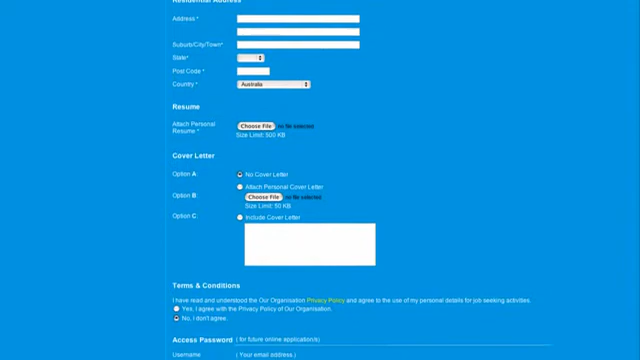 Residential Address
Address *
Suburb/City/Town*
State*
Post Code *
Country * Australia
Resume
Attach Personal Resume * Choose File no file selected
Size Limit: 500 KB
Cover Letter
Option A: No Cover Letter
Attach Personal Cover Letter
Option B: Choose File no file selected
Size Limit: 50 KB
Option C: Include Cover Letter
Terms & Conditions
I have read and understood the Our Organisation Privacy Policy and agree to the use of my personal details for job seeking activities.
Yes, I agree with the Privacy Policy of Our Organisation.
No, I don't agree.
Access Password ( for future online application/s)
Username ( Your email address. )